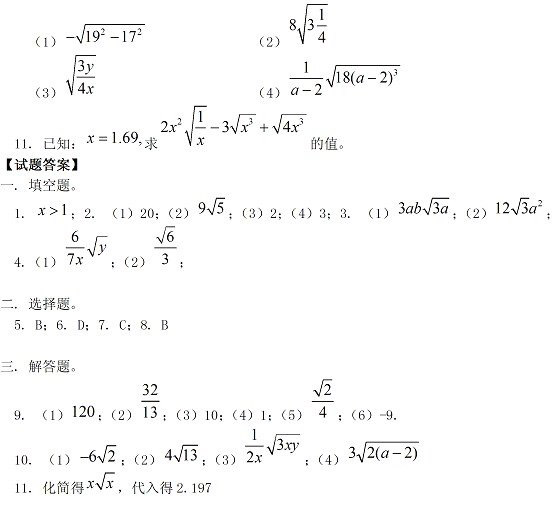 (1) $-\sqrt{19^2-17^2}$ (2) $8\sqrt{3\frac{1}{4}}$
(3) $\sqrt{\frac{3y}{4x}}$ (4) $\frac{1}{a-2}\sqrt{18(a-2)^3}$
11. 已知: $x=1.69,$ 求 $2x^2\sqrt{\frac{1}{x}}-3\sqrt{x^3}+\sqrt{4x^3}$ 的值。
【试题答案】
一. 填空题。
1. $x>1$; 2. (1)20; (2) $9\sqrt{5}$; (3)2; (4)3; 3. (1) $3ab\sqrt{3a}$; (2) $12\sqrt{3}a^2$;
4. (1) $\frac{6}{7x}\sqrt{y}$; (2) $\frac{\sqrt{6}}{3}$;
二. 选择题。
5. B; 6. D; 7. C; 8. B
三. 解答题。
9. (1) 120; (2) $\frac{32}{13}$; (3)10; (4)1; (5) $\frac{\sqrt{2}}{4}$; (6)-9.
10. (1) $-6\sqrt{2}$; (2) $4\sqrt{13}$; (3) $\frac{1}{2x}\sqrt{3xy}$; (4) $3\sqrt{2(a-2)}$
11. 化简得 $x\sqrt{x}$, 代入得2.197